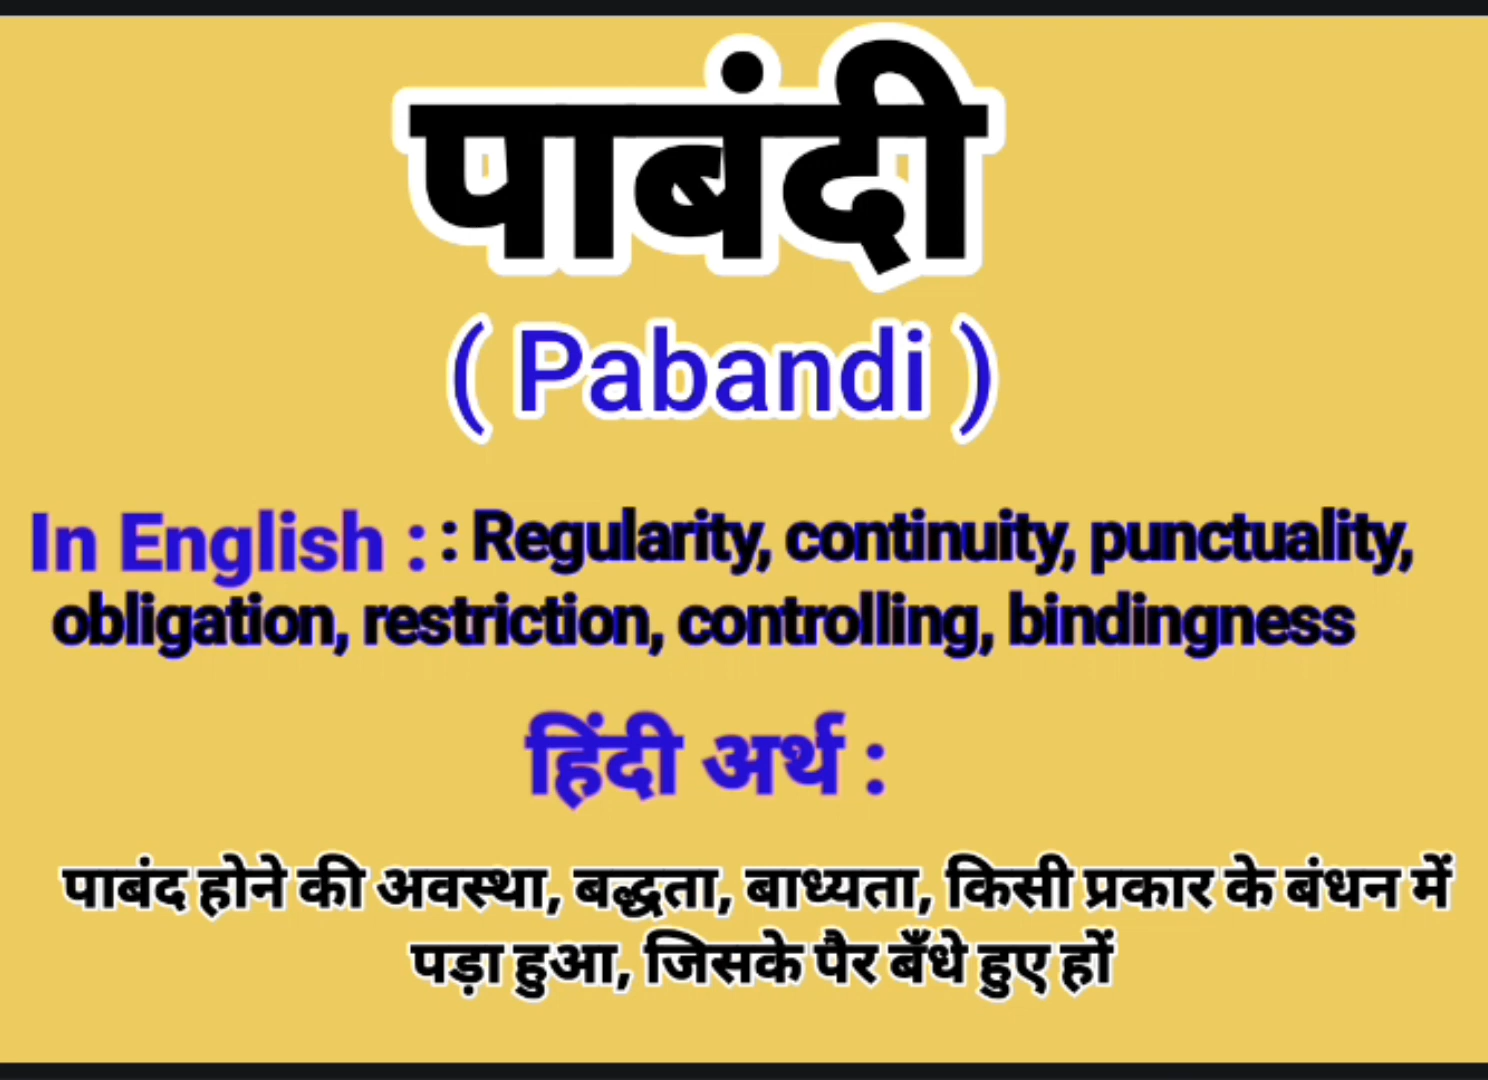 पाबंदी
( Pabandi )
In English : : Regularity, continuity, punctuality,
obligation, restriction, controlling, bindingness
हिंदी अर्थ :
पाबंद होने की अवस्था, बद्धता, बाध्यता, किसी प्रकार के बंधन में
पड़ा हुआ, जिसके पैर बँधे हुए हों